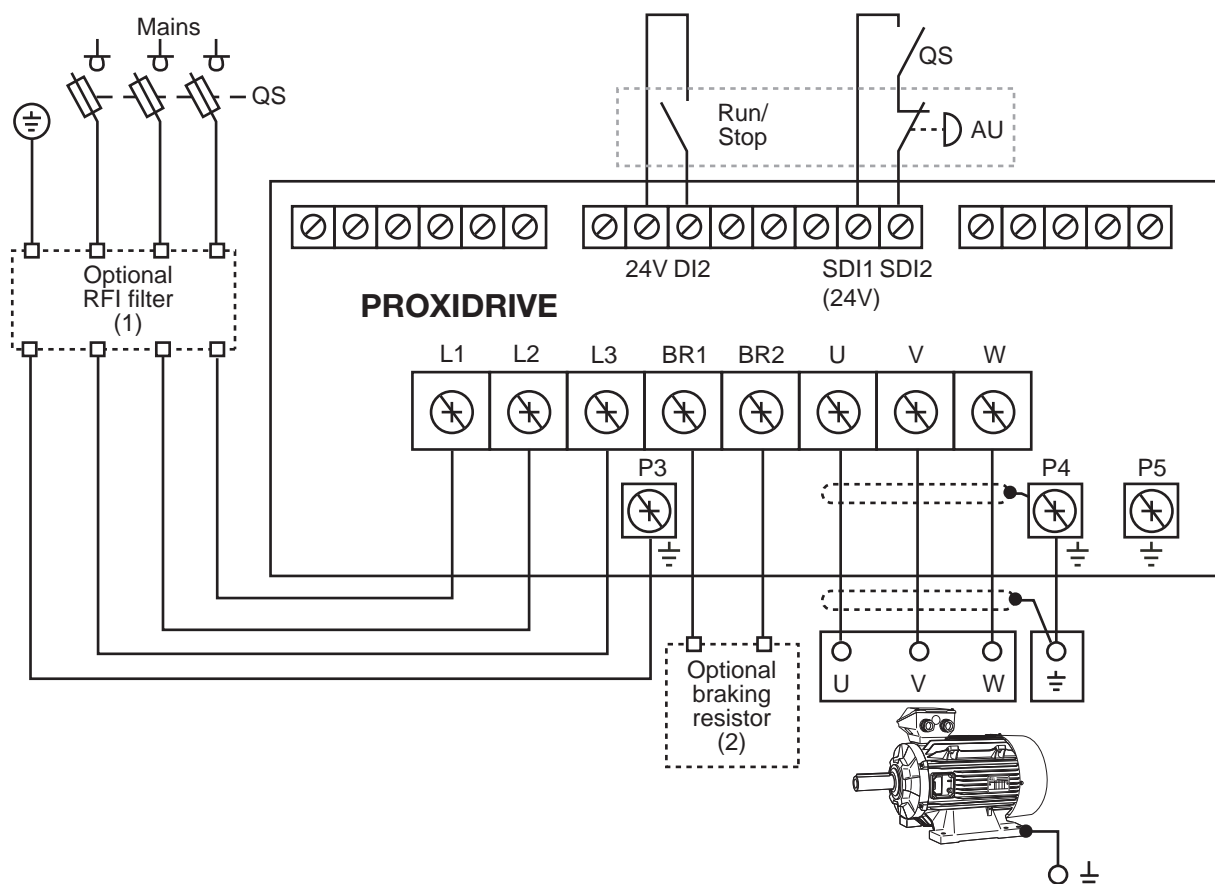 Mains
QS
QS
Run/
Stop
AU
24V DI2
SDI1 SDI2
(24V)
Optional
RFI filter
(1)
PROXIDRIVE
L1 L2 L3 BR1 BR2 U V W
P3
P4
P5
Optional
braking
resistor
(2)
U V W